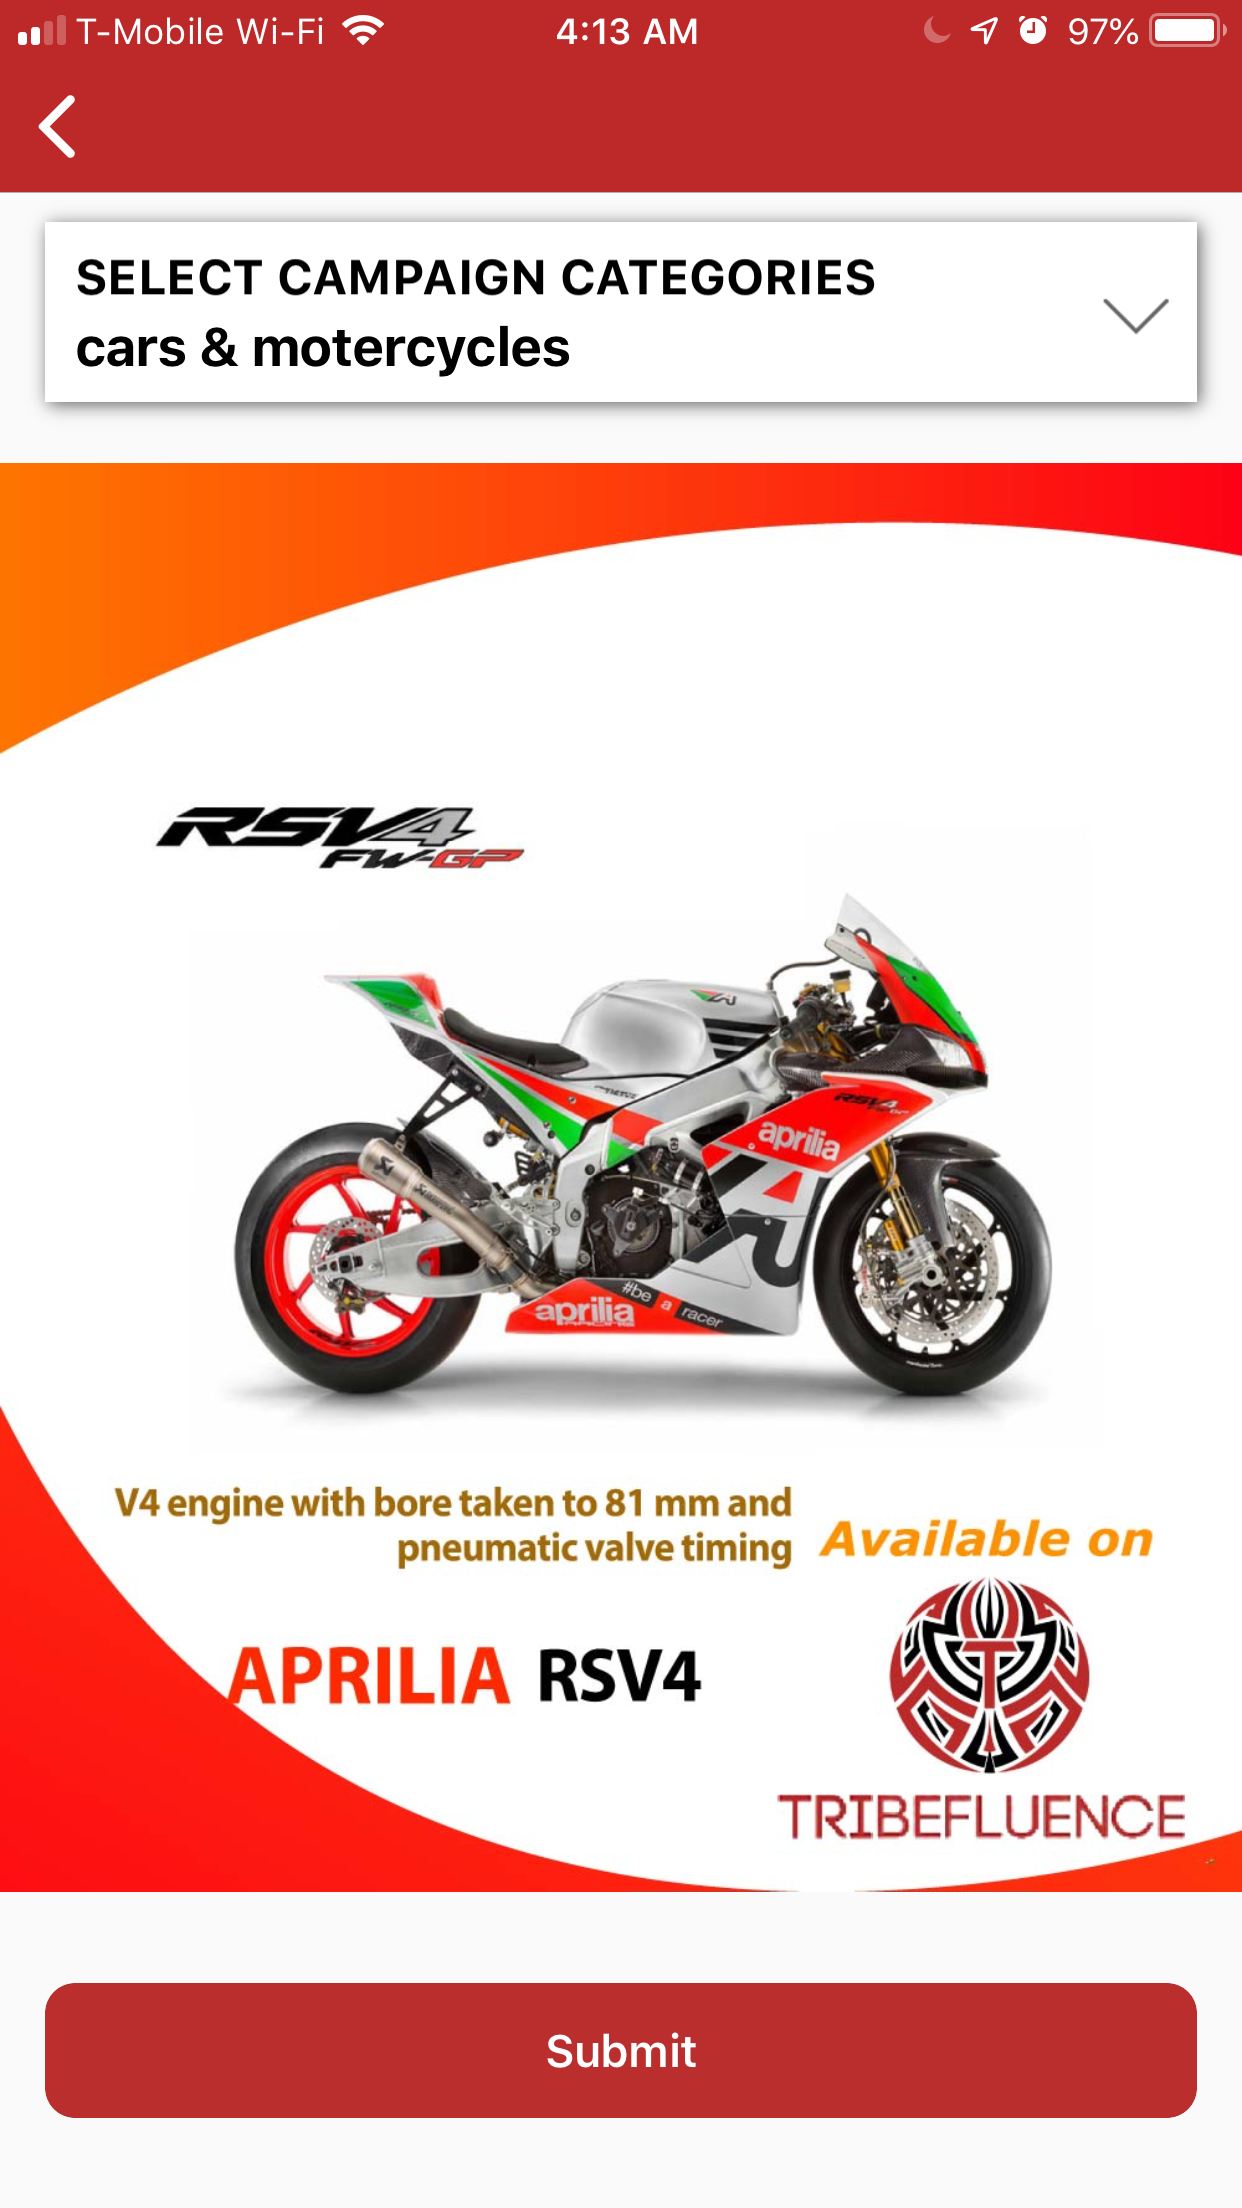 T-Mobile Wi-Fi 4:13 AM 97%
SELECT CAMPAIGN CATEGORIES
cars & motercycles
RSV4
FW-GP
RSV4
aprilia
aprilia
#be a racer
V4 engine with bore taken to 81 mm and
pneumatic valve timing
Available on
APRILIA RSV4
TRIBEFLUENCE
Submit